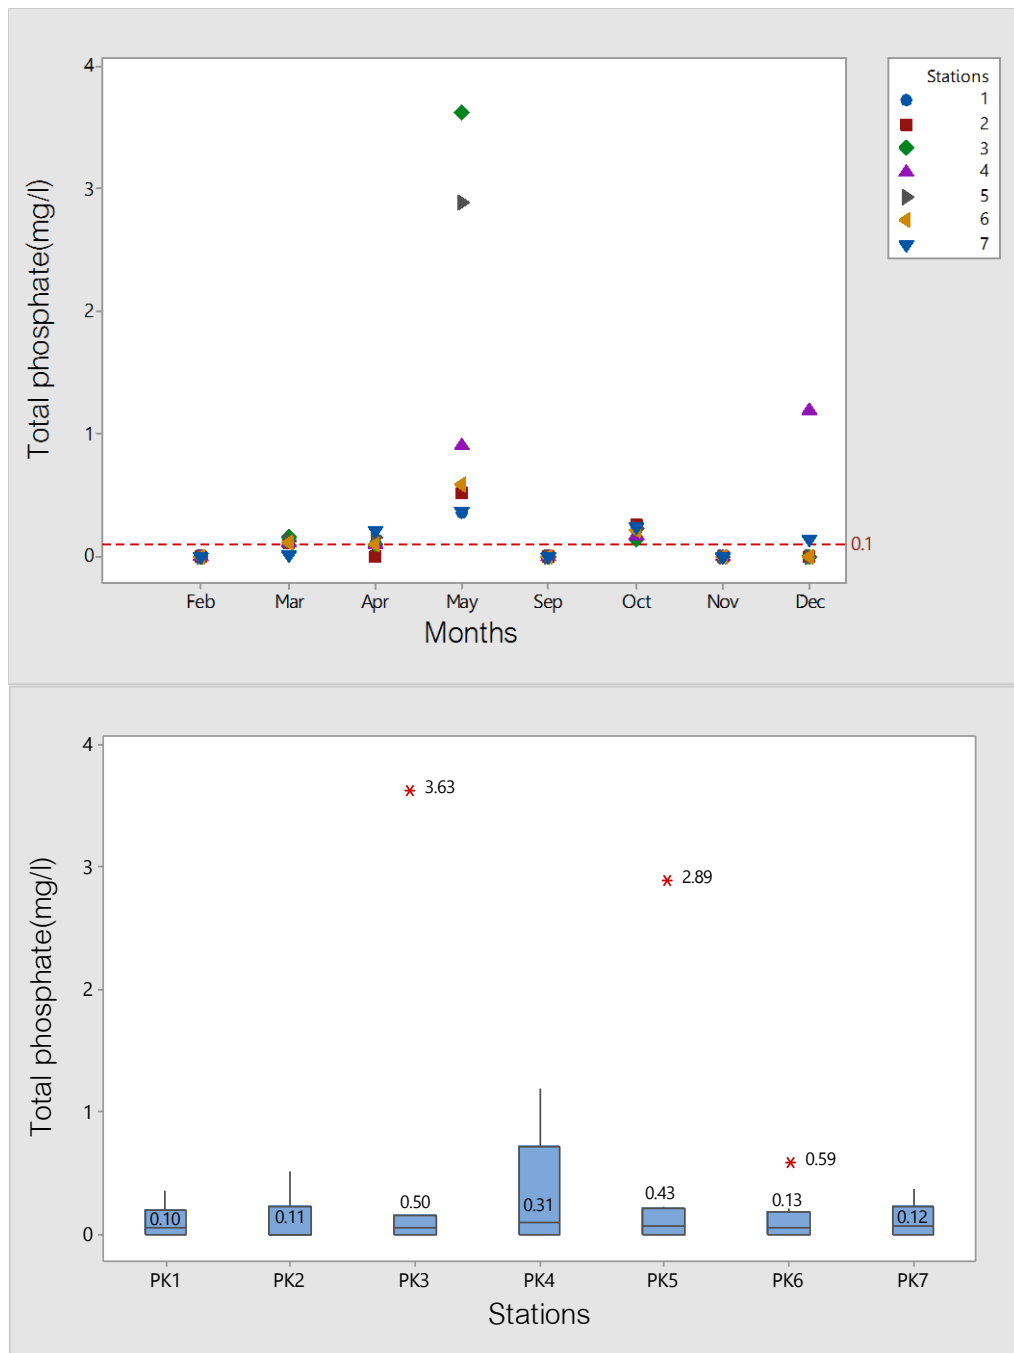 Total phosphate(mg/l)
4
3
2
1
0
0.1
Feb Mar Apr May Sep Oct Nov Dec
Months
Stations
1
2
3
4
5
6
7
Total phosphate(mg/l)
4
3
2
1
0
3.63
2.89
0.59
0.10 0.11 0.50 0.31 0.43 0.13 0.12
PK1 PK2 PK3 PK4 PK5 PK6 PK7
Stations